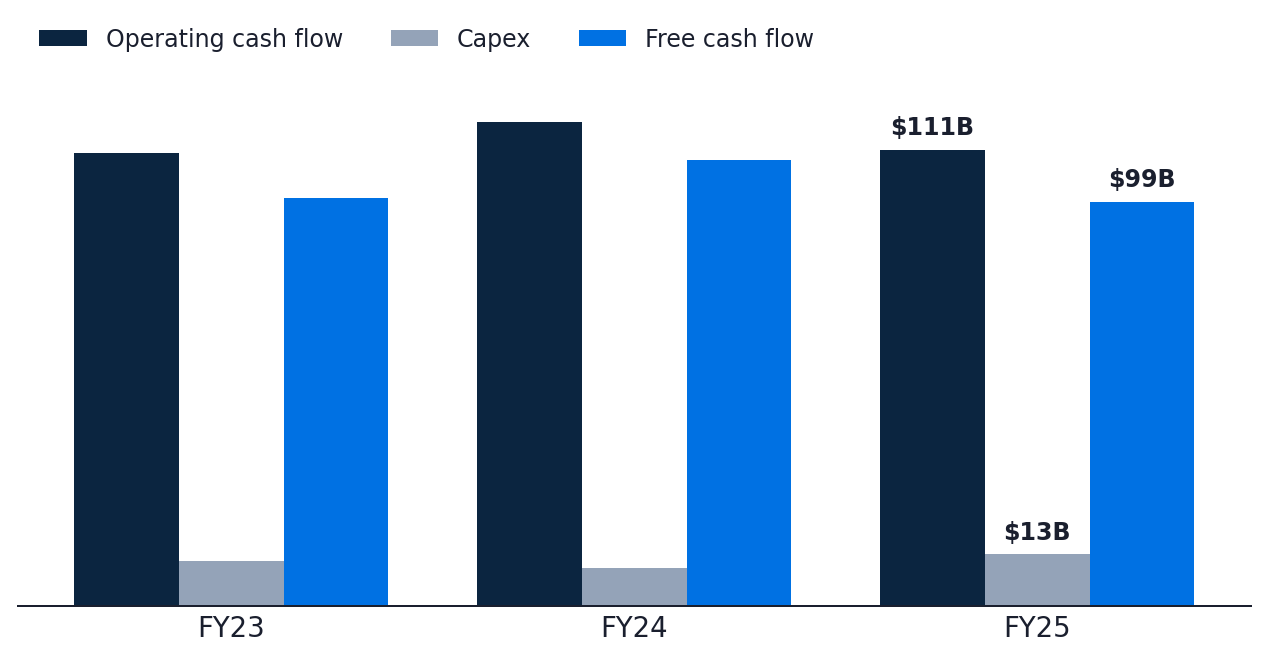 Operating cash flow Capex Free cash flow
$111B
$99B
$13B
FY23 FY24 FY25